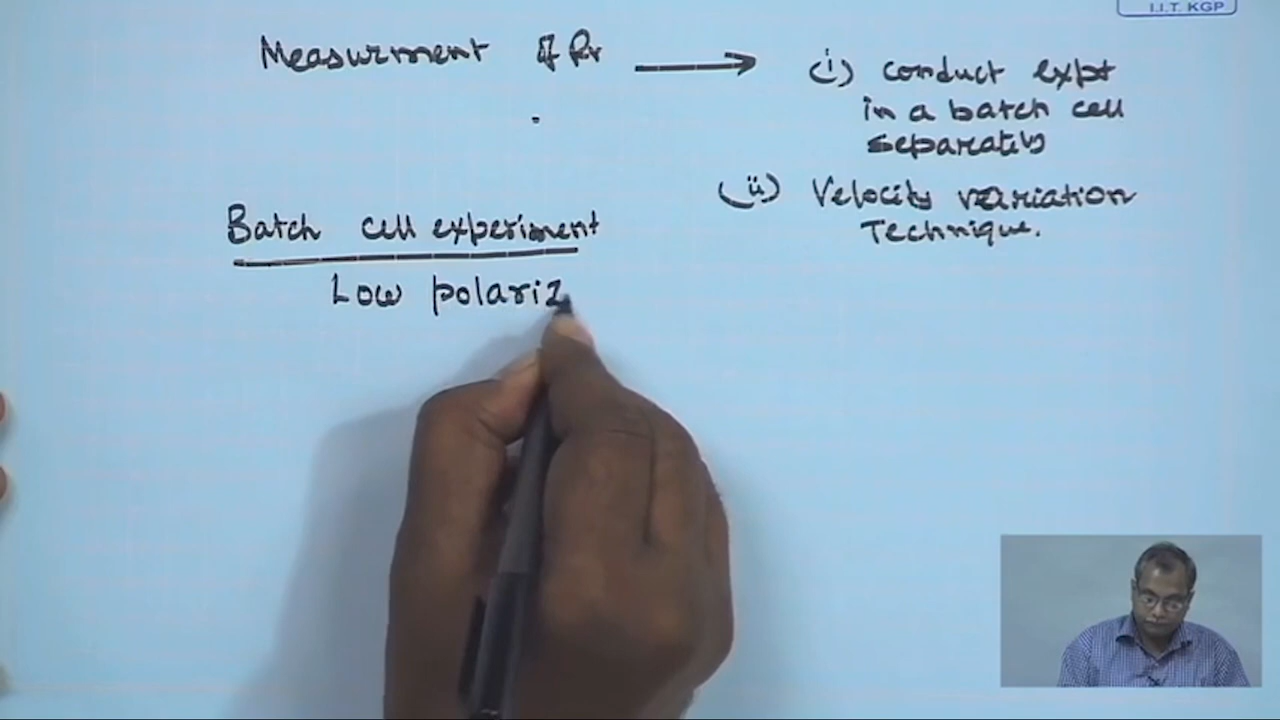 I.I.T. KGP
Measurment of Rr
(i) conduct expt
in a batch cell
separately
(ii) Velocity variation
Technique.
Batch cell experiment
Low polariz